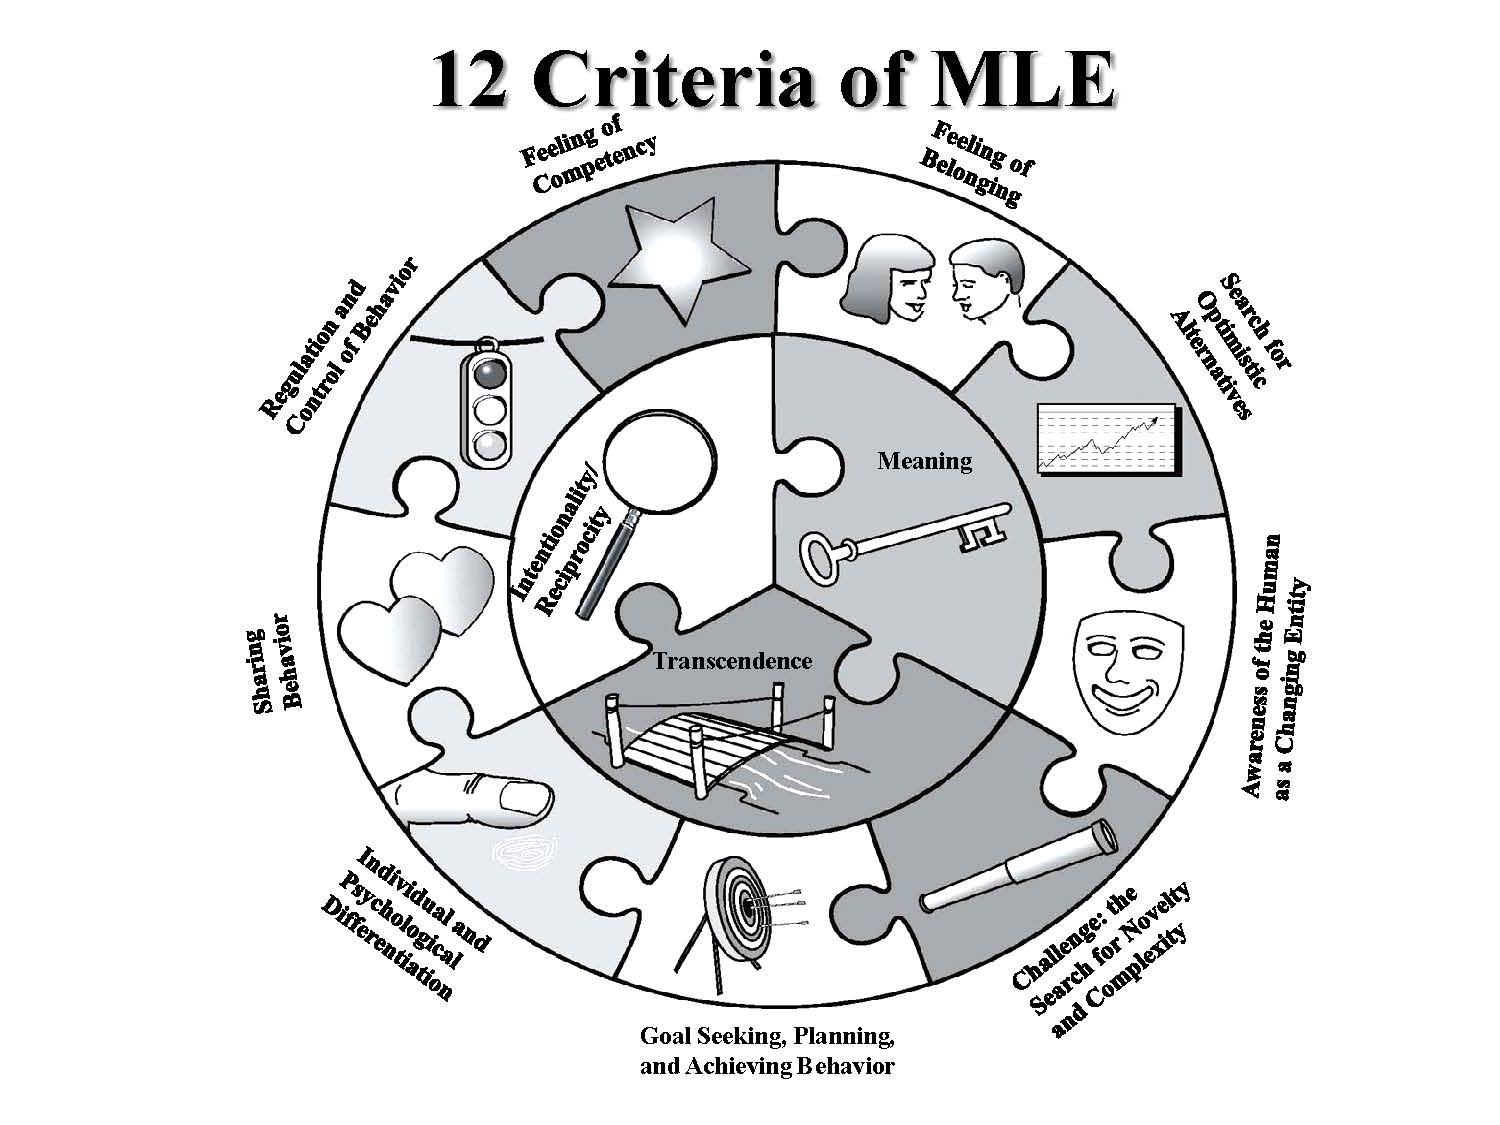 12 Criteria of MLE
Feeling of
Competency
Feeling of
Belonging
Search for
Optimistic
Alternatives
Awareness of the Human
as a Changing Entity
Challenge: the
Search for Novelty
and Complexity
Goal Seeking, Planning,
and Achieving Behavior
Individual and
Psychological
Differentiation
Sharing
Behavior
Regulation and
Control of Behavior
Intentionality/
Reciprocity
Meaning
Transcendence